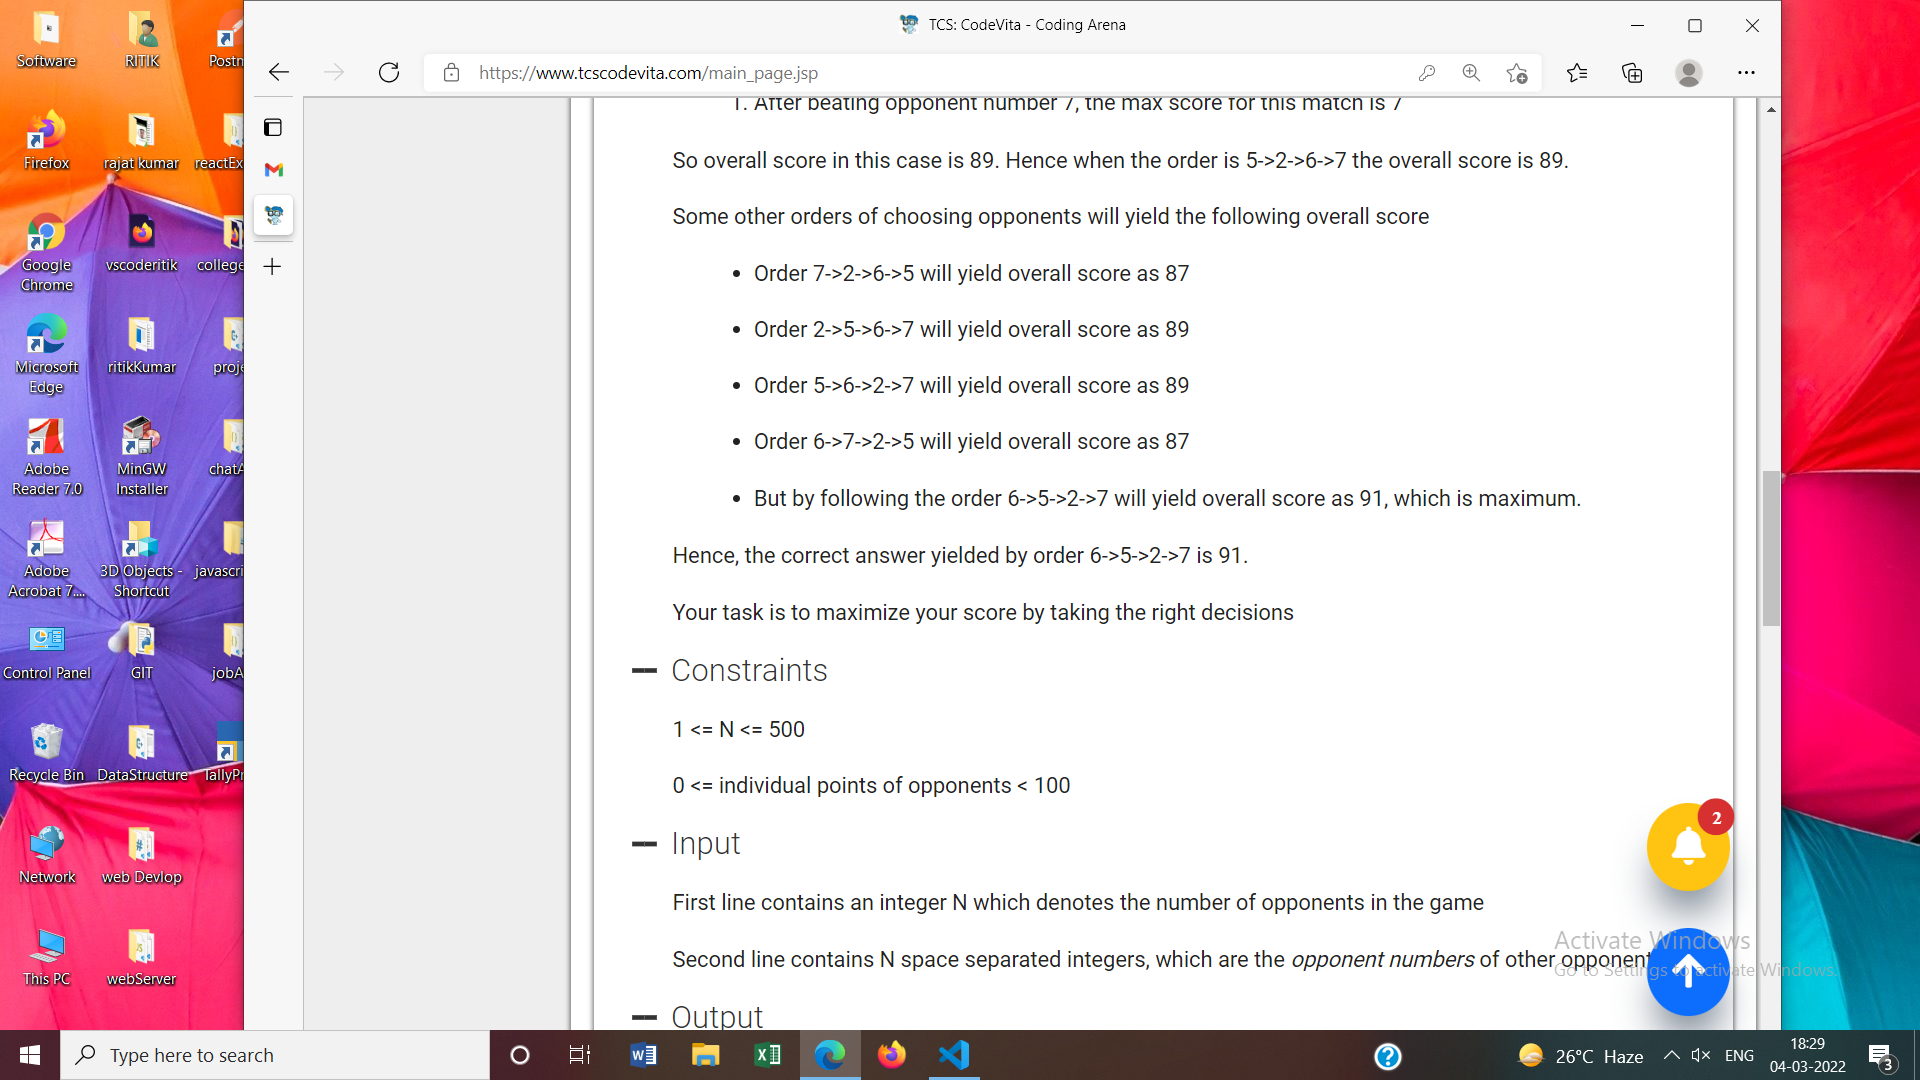 TCS: CodeVita - Coding Arena
https://www.tcscodevita.com/main_page.jsp
1. After beating opponent number 7, the max score for this match is 7
So overall score in this case is 89. Hence when the order is 5->2->6->7 the overall score is 89.
Some other orders of choosing opponents will yield the following overall score
• Order 7->2->6->5 will yield overall score as 87
• Order 2->5->6->7 will yield overall score as 89
• Order 5->6->2->7 will yield overall score as 89
• Order 6->7->2->5 will yield overall score as 87
• But by following the order 6->5->2->7 will yield overall score as 91, which is maximum.
Hence, the correct answer yielded by order 6->5->2->7 is 91.
Your task is to maximize your score by taking the right decisions
Constraints
1 <= N <= 500
0 <= individual points of opponents < 100
Input
First line contains an integer N which denotes the number of opponents in the game
Second line contains N space separated integers, which are the opponent numbers of other opponent
Output
2
Activate Windows
Go to Settings to activate Windows.
Software
RITIK
Postn
Firefox
rajat kumar
reactEx
Google
Chrome
vscoderitik
college
Microsoft
Edge
ritikKumar
proje
Adobe
Reader 7.0
MinGW
Installer
chatA
Adobe
Acrobat 7....
3D Objects -
Shortcut
javascri
Control Panel
GIT
jobA
Recycle Bin
DataStructure
TallyPr
Network
web Devlop
This PC
webServer
Type here to search
26°C Haze
ENG
18:29
04-03-2022
3